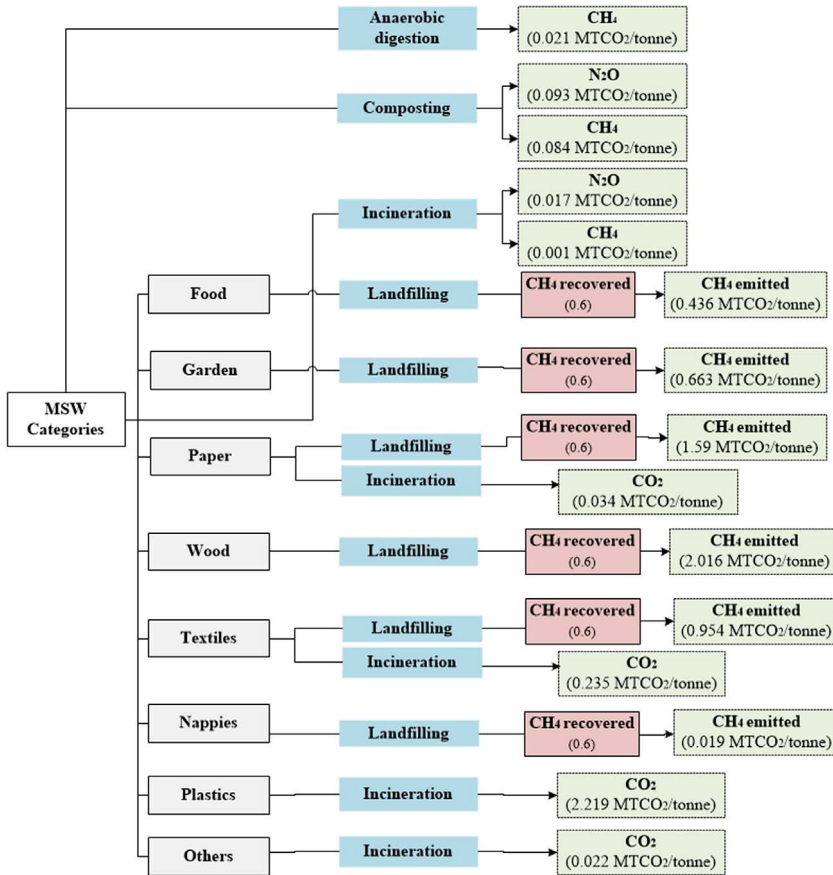 Anaerobic
digestion
CH₄
(0.021 MTCO₂/tonne)
Composting
N₂O
(0.093 MTCO₂/tonne)
CH₄
(0.084 MTCO₂/tonne)
Incineration
N₂O
(0.017 MTCO₂/tonne)
CH₄
(0.001 MTCO₂/tonne)
MSW
Categories
Food
Landfilling
CH₄ recovered
(0.6)
CH₄ emitted
(0.436 MTCO₂/tonne)
Garden
Landfilling
CH₄ recovered
(0.6)
CH₄ emitted
(0.663 MTCO₂/tonne)
Paper
Landfilling
CH₄ recovered
(0.6)
CH₄ emitted
(1.59 MTCO₂/tonne)
Incineration
CO₂
(0.034 MTCO₂/tonne)
Wood
Landfilling
CH₄ recovered
(0.6)
CH₄ emitted
(2.016 MTCO₂/tonne)
Textiles
Landfilling
CH₄ recovered
(0.6)
CH₄ emitted
(0.954 MTCO₂/tonne)
Incineration
CO₂
(0.235 MTCO₂/tonne)
Nappies
Landfilling
CH₄ recovered
(0.6)
CH₄ emitted
(0.019 MTCO₂/tonne)
Plastics
Incineration
CO₂
(2.219 MTCO₂/tonne)
Others
Incineration
CO₂
(0.022 MTCO₂/tonne)